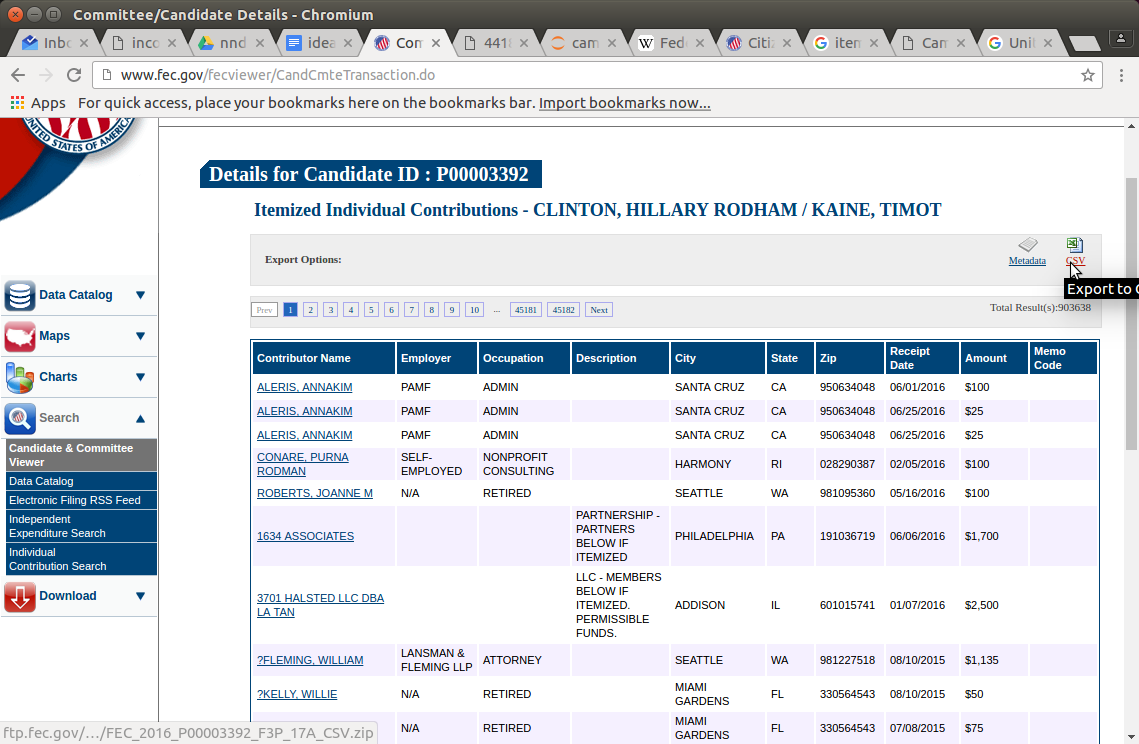 Committee/Candidate Details - Chromium
Inbo
inco
nnd
idea
Com
441
cam
Fede
Citiz
item
Cam
Unit
www.fec.gov/fecviewer/CandCmteTransaction.do
Apps For quick access, place your bookmarks here on the bookmarks bar. Import bookmarks now...
UNITED STATES OF AMERICA
Details for Candidate ID : P00003392
Itemized Individual Contributions - CLINTON, HILLARY RODHAM / KAINE, TIMOT
Export Options:
Metadata
CSV
Export to
Prev 1 2 3 4 5 6 7 8 9 10 ... 45181 45182 Next
Total Result(s):903638
Data Catalog
Maps
Charts
Search
Candidate & Committee
Viewer
Data Catalog
Electronic Filing RSS Feed
Independent
Expenditure Search
Individual
Contribution Search
Download
Contributor Name Employer Occupation Description City State Zip Receipt Date Amount Memo Code
ALERIS, ANNAKIM PAMF ADMIN SANTA CRUZ CA 950634048 06/01/2016 $100
ALERIS, ANNAKIM PAMF ADMIN SANTA CRUZ CA 950634048 06/25/2016 $25
ALERIS, ANNAKIM PAMF ADMIN SANTA CRUZ CA 950634048 06/25/2016 $25
CONARE, PURNA RODMAN SELF-EMPLOYED NONPROFIT CONSULTING HARMONY RI 028290387 02/05/2016 $100
ROBERTS, JOANNE M N/A RETIRED SEATTLE WA 981095360 05/16/2016 $100
1634 ASSOCIATES PARTNERSHIP - PARTNERS BELOW IF ITEMIZED PHILADELPHIA PA 191036719 06/06/2016 $1,700
3701 HALSTED LLC DBA LA TAN LLC - MEMBERS BELOW IF ITEMIZED. PERMISSIBLE FUNDS. ADDISON IL 601015741 01/07/2016 $2,500
?FLEMING, WILLIAM LANSMAN & FLEMING LLP ATTORNEY SEATTLE WA 981227518 08/10/2015 $1,135
?KELLY, WILLIE N/A RETIRED MIAMI GARDENS FL 330564543 08/10/2015 $50
N/A RETIRED MIAMI GARDENS FL 330564543 07/08/2015 $75
ftp.fec.gov/.../FEC_2016_P00003392_F3P_17A_CSV.zip